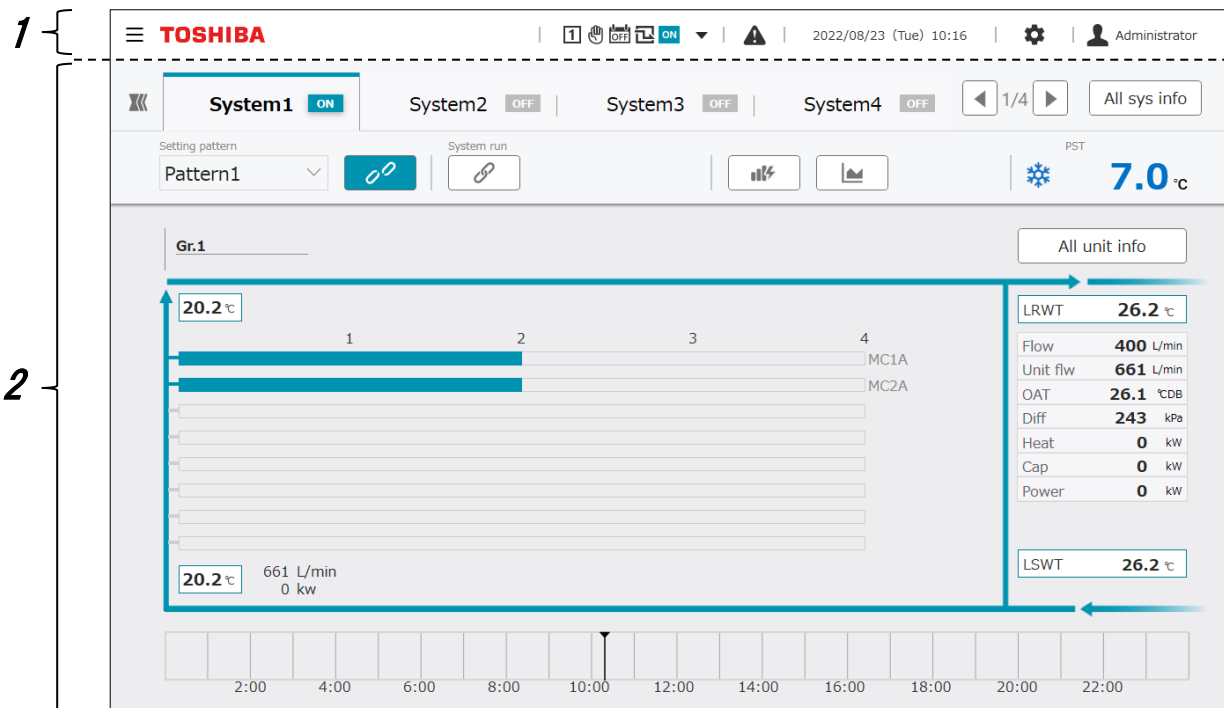 1
TOSHIBA 1 OFF ON 2022/08/23 (Tue) 10:16 Administrator
2
System1 ON System2 OFF System3 OFF System4 OFF 1/4 All sys info
Setting pattern System run PST
Pattern1 7.0 ℃
Gr.1 All unit info
20.2 ℃ LRWT 26.2 ℃
1 2 3 4
MC1A
MC2A
Flow 400 L/min
Unit flw 661 L/min
OAT 26.1 ℃DB
Diff 243 kPa
Heat 0 kW
Cap 0 kW
Power 0 kW
20.2 ℃ 661 L/min
0 kw
LSWT 26.2 ℃
2:00 4:00 6:00 8:00 10:00 12:00 14:00 16:00 18:00 20:00 22:00